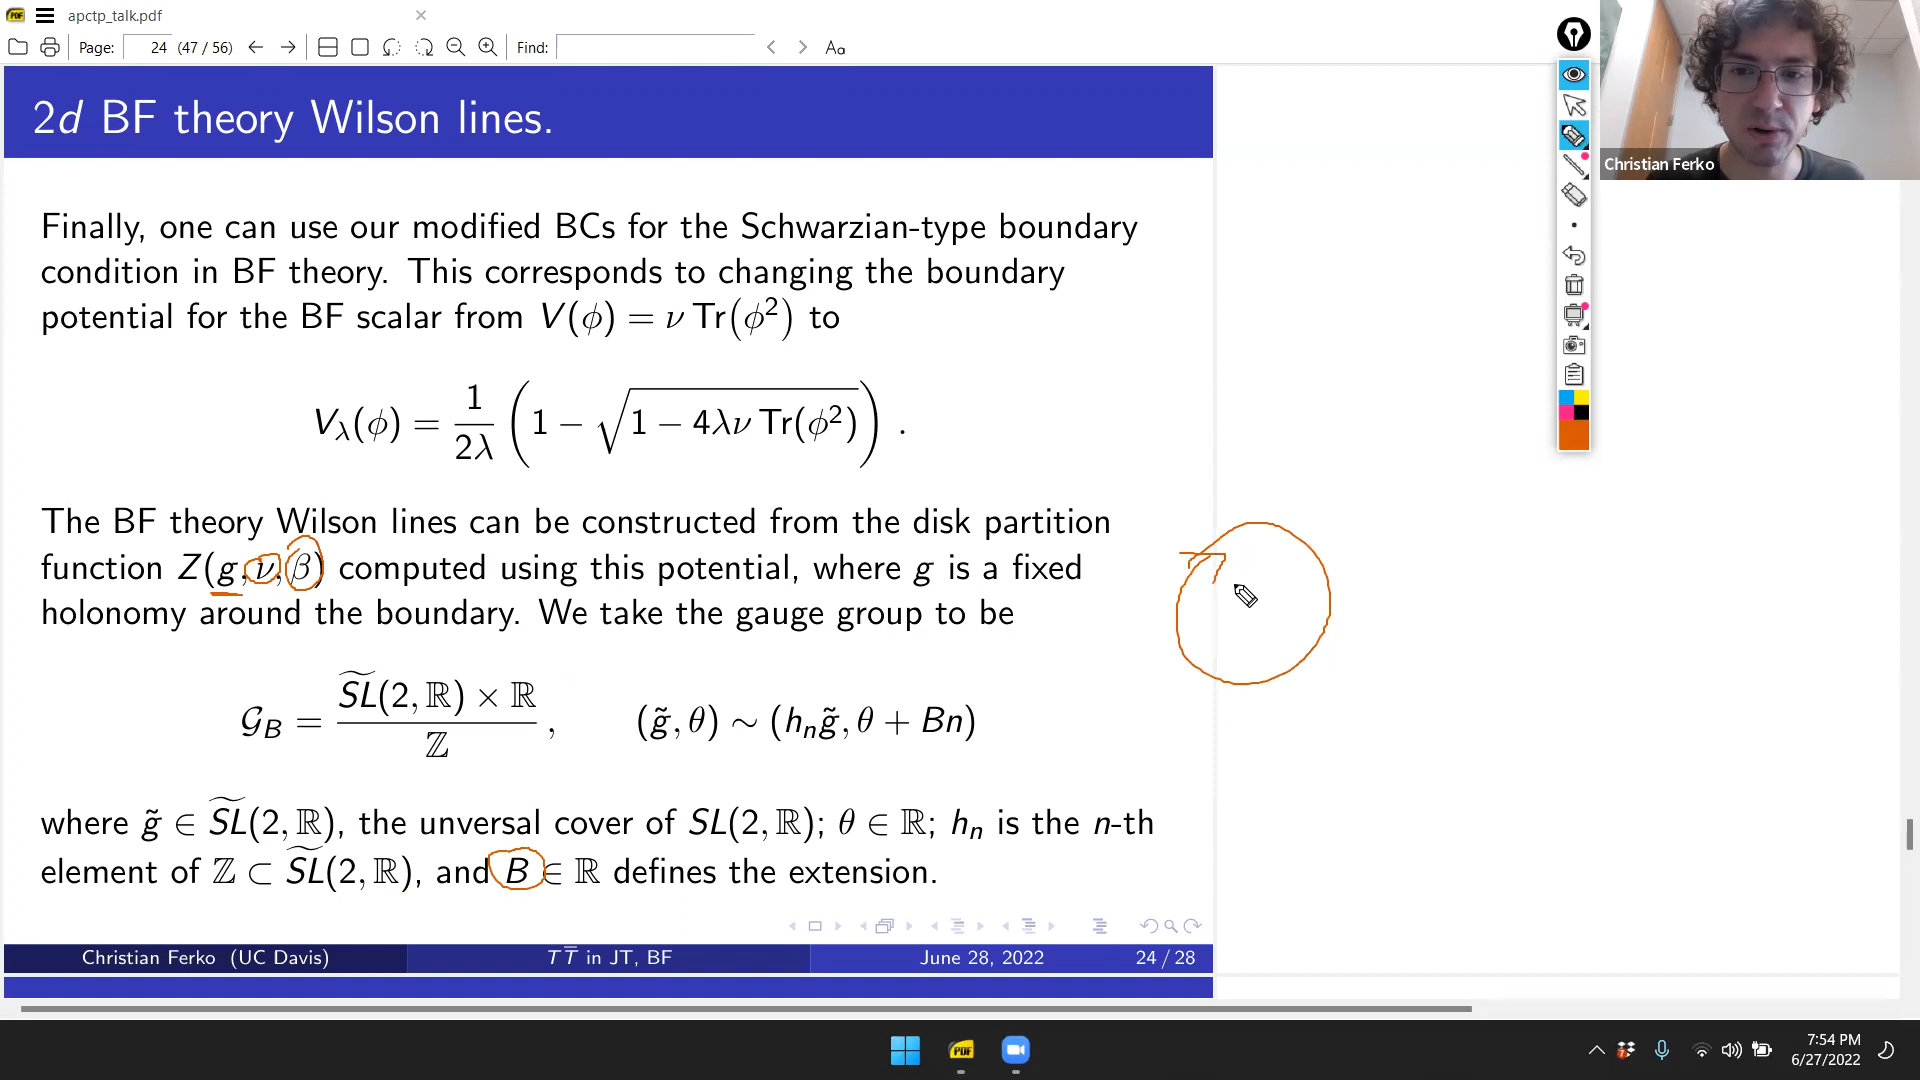 apctp_talk.pdf
Page: 24 (47 / 56) Find: Aa
2d BF theory Wilson lines.
Christian Ferko
Finally, one can use our modified BCs for the Schwarzian-type boundary
condition in BF theory. This corresponds to changing the boundary
potential for the BF scalar from V(ϕ) = ν Tr(ϕ²) to
V_λ(ϕ) = 1/2λ (1 − √(1 − 4λν Tr(ϕ²))) .
The BF theory Wilson lines can be constructed from the disk partition
function Z(g, ν, β) computed using this potential, where g is a fixed
holonomy around the boundary. We take the gauge group to be
𝒢_B = (S̃L(2, ℝ) × ℝ)/ℤ , (g̃, θ) ∼ (h_n g̃, θ + Bn)
where g̃ ∈ S̃L(2, ℝ), the unversal cover of SL(2, ℝ); θ ∈ ℝ; h_n is the n-th
element of ℤ ⊂ S̃L(2, ℝ), and B ∈ ℝ defines the extension.
Christian Ferko (UC Davis) TT̅ in JT, BF June 28, 2022 24 / 28
7:54 PM
6/27/2022